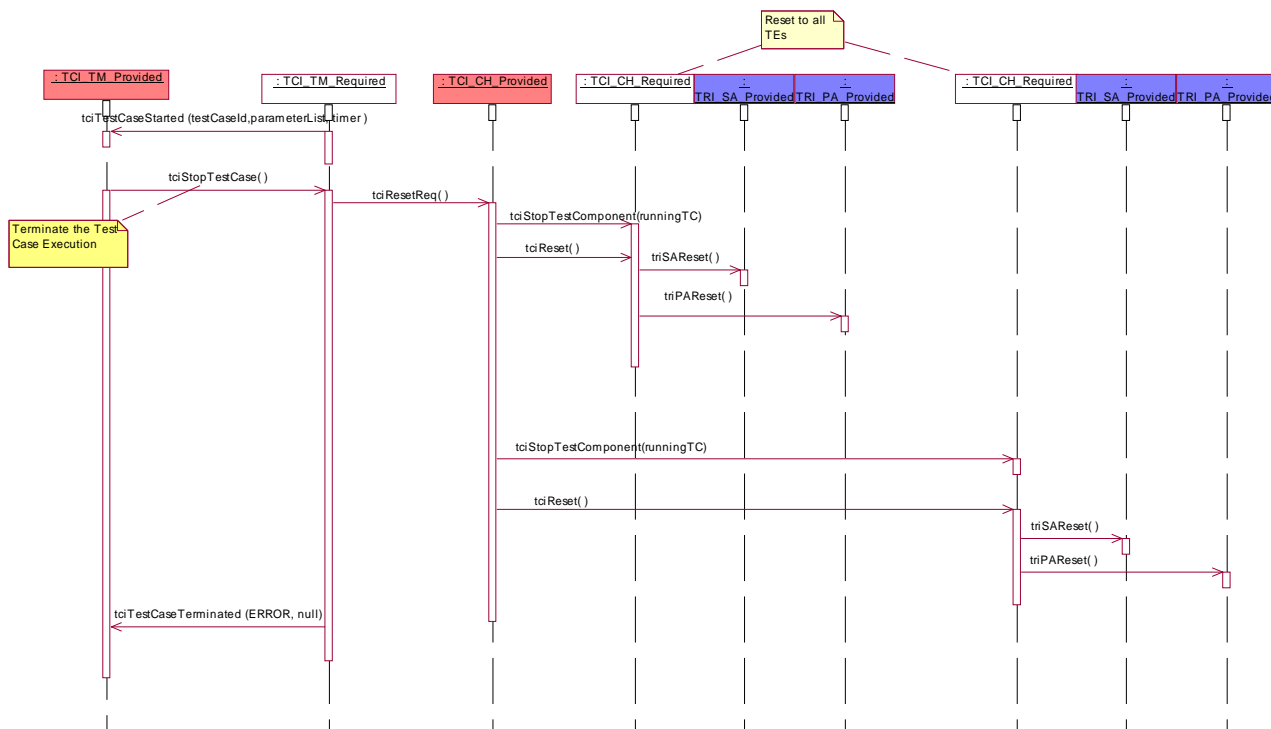 Reset to all
TEs
: TCI_TM_Provided
: TCI_TM_Required
: TCI_CH_Provided
: TCI_CH_Required
:
TRI_SA_Provided
:
TRI_PA_Provided
: TCI_CH_Required
:
TRI_SA_Provided
:
TRI_PA_Provided
tciTestCaseStarted (testCaseId,parameterList, timer )
tciStopTestCase( )
tciResetReq( )
tciStopTestComponent(runningTC)
Terminate the Test
Case Execution
tciReset( )
triSAReset( )
triPAReset( )
tciStopTestComponent(runningTC)
tciReset( )
triSAReset( )
triPAReset( )
tciTestCaseTerminated (ERROR, null)